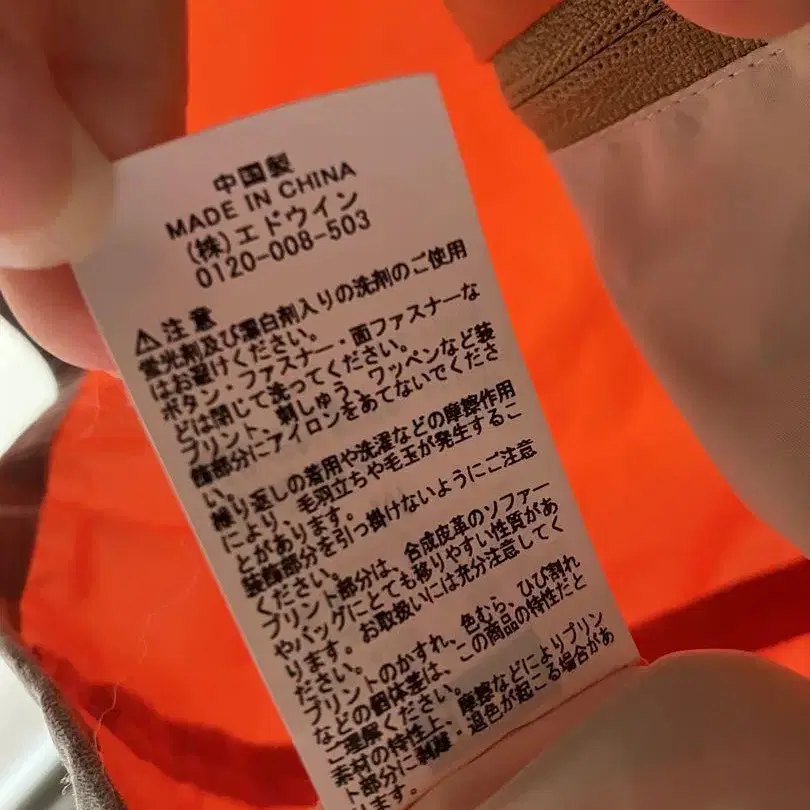 中国製
MADE IN CHINA
(株)エドウイン
0120-008-503
⚠注意
蛍光剤及び漂白剤入りの洗剤のご使用
はお避けください。
ボタン・ファスナー・面ファスナーな
どは閉じて洗ってください。
プリント、刺しゅう、ワッペンなど装
飾部分にアイロンをあてないでくださ
い。
繰り返しの着用や洗濯などの摩擦作用
により、毛羽立ちや毛玉が発生するこ
とがあります。
装飾部分を引っ掛けないようにご注意
ください。
プリント部分は、合成皮革のソファー
やバッグにとても移りやすい性質があ
ります。お取扱いには充分注意してく
ださい。
プリントのかすれ、色むら、ひび割れ
などの個体差は、この商品の特性だと
ご理解ください。
素材の特性上、摩擦などによりプリン
ト部分に剥離・退色が起こる場合があ
ります。